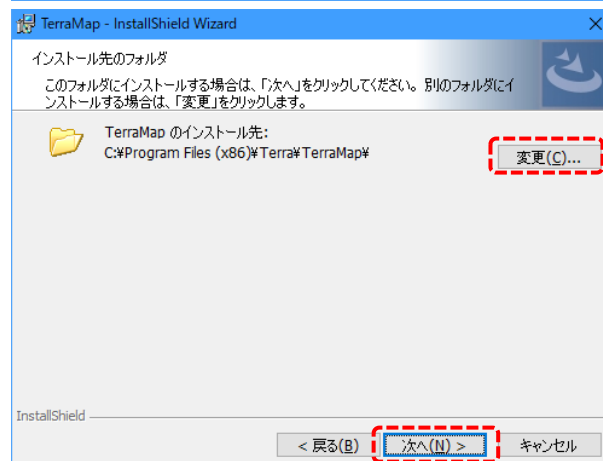 TerraMap - InstallShield Wizard
インストール先のフォルダ
このフォルダにインストールする場合は、「次へ」をクリックしてください。別のフォルダにイ
ンストールする場合は、「変更」をクリックします。
TerraMap のインストール先:
C:¥Program Files (x86)¥Terra¥TerraMap¥
変更(C)...
InstallShield
< 戻る(B)
次へ(N) >
キャンセル